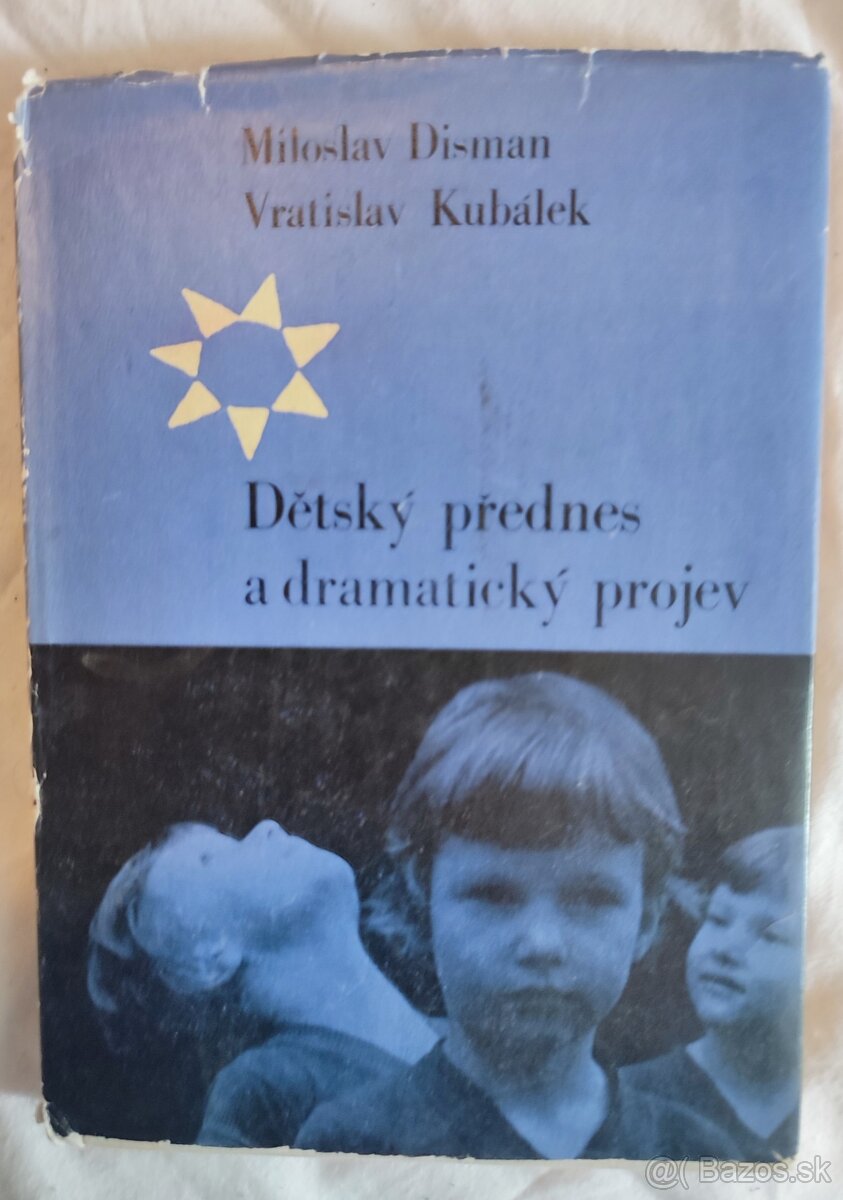 Miloslav Disman
Vratislav Kubálek
Dětský přednes
a dramatický projev
@( Bazos.sk